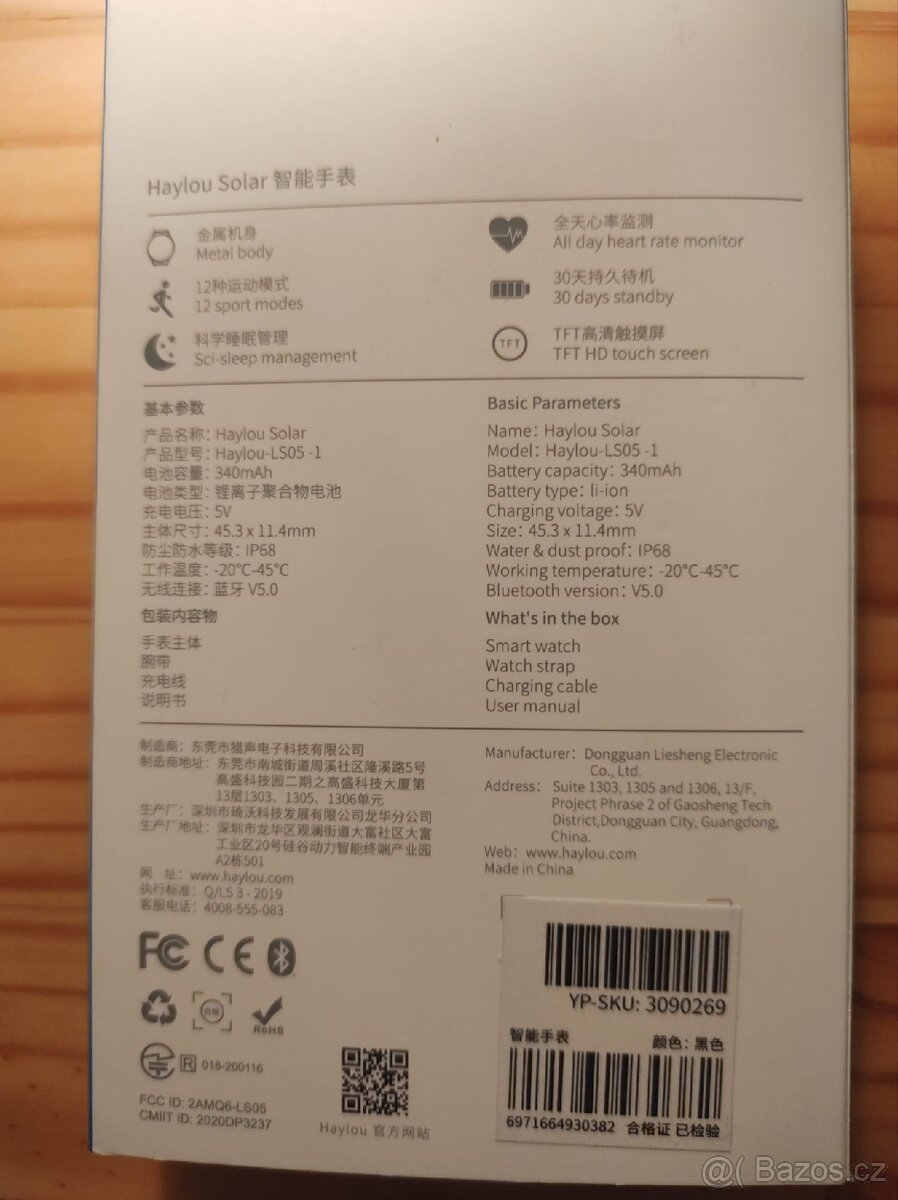 Haylou Solar 智能手表
金属机身
Metal body
12种运动模式
12 sport modes
科学睡眠管理
Sci-sleep management
全天心率监测
All day heart rate monitor
30天持久待机
30 days standby
TFT
TFT高清触摸屏
TFT HD touch screen
基本参数
产品名称：Haylou Solar
产品型号：Haylou-LS05 -1
电池容量：340mAh
电池类型：锂离子聚合物电池
充电电压：5V
主体尺寸：45.3 x 11.4mm
防尘防水等级：IP68
工作温度：-20°C-45°C
无线连接：蓝牙 V5.0
包装内容物
手表主体
腕带
充电线
说明书
Basic Parameters
Name：Haylou Solar
Model：Haylou-LS05 -1
Battery capacity：340mAh
Battery type：li-ion
Charging voltage：5V
Size：45.3 x 11.4mm
Water & dust proof：IP68
Working temperature：-20°C-45°C
Bluetooth version：V5.0
What's in the box
Smart watch
Watch strap
Charging cable
User manual
制造商：东莞市猎声电子科技有限公司
制造商地址：东莞市南城街道周溪社区隆溪路5号
高盛科技园二期之高盛科技大厦第
13层1303、1305、1306单元
生产厂：深圳市琦沃科技发展有限公司龙华分公司
生产厂地址：深圳市龙华区观澜街道大富社区大富
工业区20号硅谷动力智能终端产业园
A2栋501
网 址：www.haylou.com
执行标准：Q/LS 3 - 2019
客服电话：4008-555-083
Manufacturer：Dongguan Liesheng Electronic
Co., Ltd.
Address：Suite 1303, 1305 and 1306, 13/F,
Project Phrase 2 of Gaosheng Tech
District,Dongguan City, Guangdong,
China.
Web：www.haylou.com
Made in China
FC CE
合格
RoHS
R 018-200116
FCC ID: 2AMQ6-LS05
CMIIT ID: 2020DP3237
Haylou 官方网站
YP-SKU: 3090269
智能手表 颜色：黑色
6971664930382 合格证 已检验
@( Bazos.cz